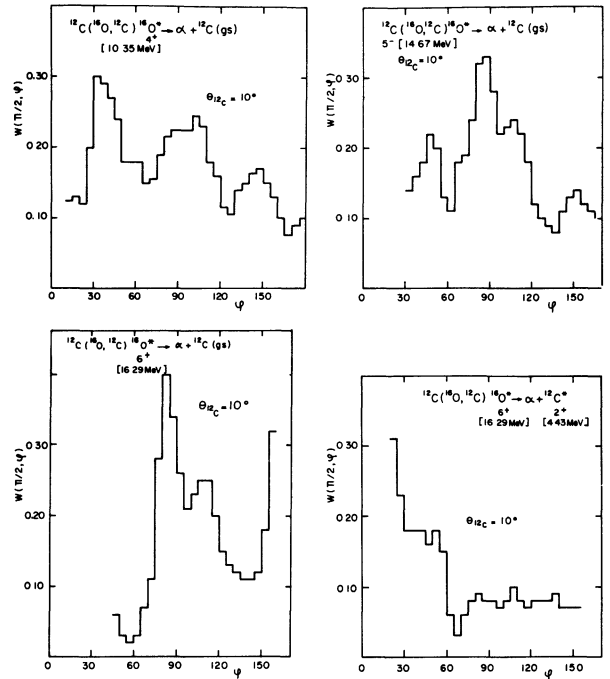 ¹²C(¹⁶O,¹²C)¹⁶O* → α+¹²C(gs)
4⁺
[10 35 MeV]
θ₁₂C = 10°
W(π/2, φ)
0.30
0.20
0 10
30 60 90 120 150
φ
¹²C(¹⁶O,¹²C)¹⁶O* → α+¹²C(gs)
5⁻ [14 67 MeV]
θ₁₂C = 10°
W(π/2, φ)
0.30
0 20
0 10
0 30 60 90 120 150
φ
¹²C(¹⁶O,¹²C)¹⁶O* → α+¹²C(gs)
6⁺
[16 29 MeV]
θ₁₂C = 10°
W(π/2, φ)
0 30
0 20
0 10
30 60 90 120 150
φ
¹²C(¹⁶O,¹²C)¹⁶O* → α+¹²C*
6⁺ 2⁺
[16 29 MeV] [4 43 MeV]
θ₁₂C = 10°
W(π/2, φ)
0 30
0 20
0 10
0 30 60 90 120 150
φ